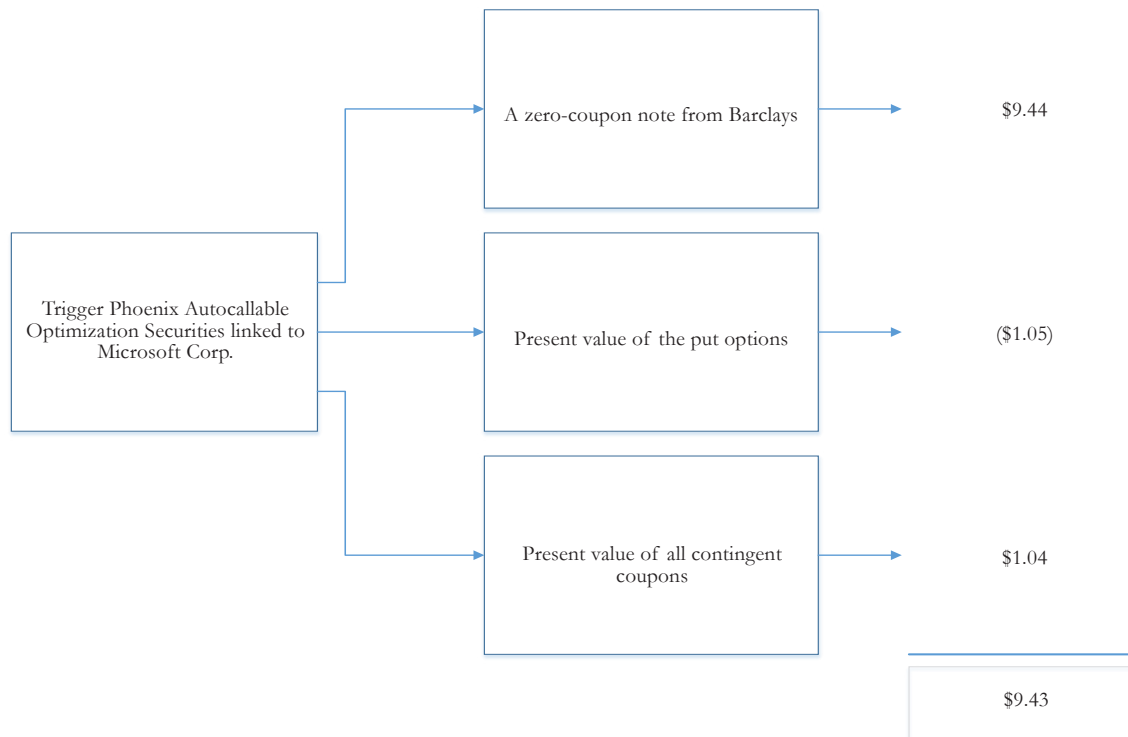 A zero-coupon note from Barclays
$9.44
Trigger Phoenix Autocallable
Optimization Securities linked to
Microsoft Corp.
Present value of the put options
($1.05)
Present value of all contingent
coupons
$1.04
$9.43